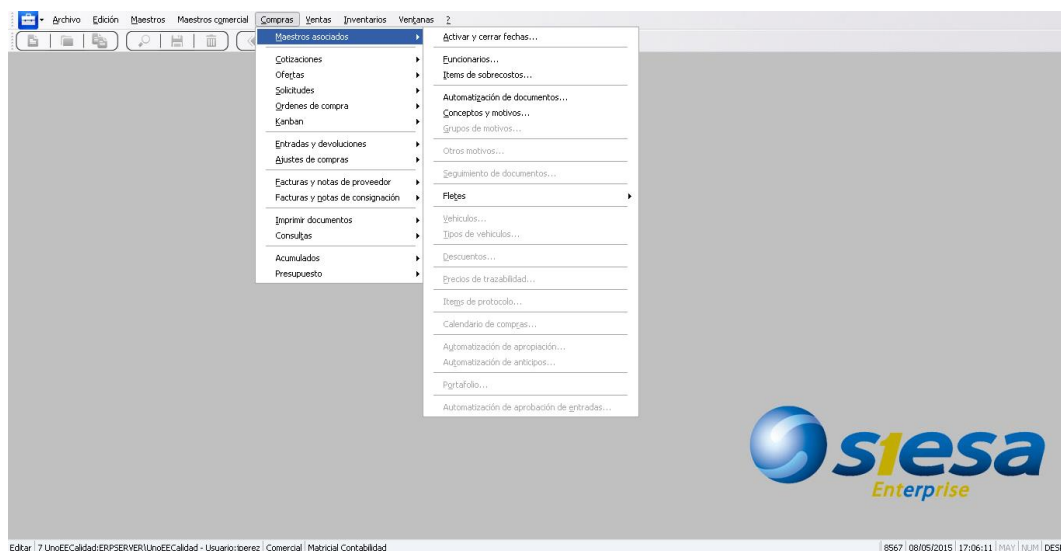 Archivo Edición Maestros Maestros comercial Compras Ventas Inventarios Ventanas ?
Maestros asociados
Cotizaciones
Ofertas
Solicitudes
Ordenes de compra
Kanban
Entradas y devoluciones
Ajustes de compras
Facturas y notas de proveedor
Facturas y notas de consignación
Imprimir documentos
Consultas
Acumulados
Presupuesto
Activar y cerrar fechas...
Funcionarios...
Items de sobrecostos...
Automatización de documentos...
Conceptos y motivos...
Grupos de motivos...
Otros motivos...
Seguimiento de documentos...
Fletes
Vehiculos...
Tipos de vehiculos...
Descuentos...
Precios de trazabilidad...
Items de protocolo...
Calendario de compras...
Automatización de apropiación...
Automatización de anticipos...
Portafolio...
Automatización de aprobación de entradas...
s1esa
Enterprise
Editar 7 UnoEECalidad:ERPSERVER\UnoEECalidad - Usuario:iperez Comercial Matricial Contabilidad 8567 08/05/2015 17:06:11 MAY NUM DES